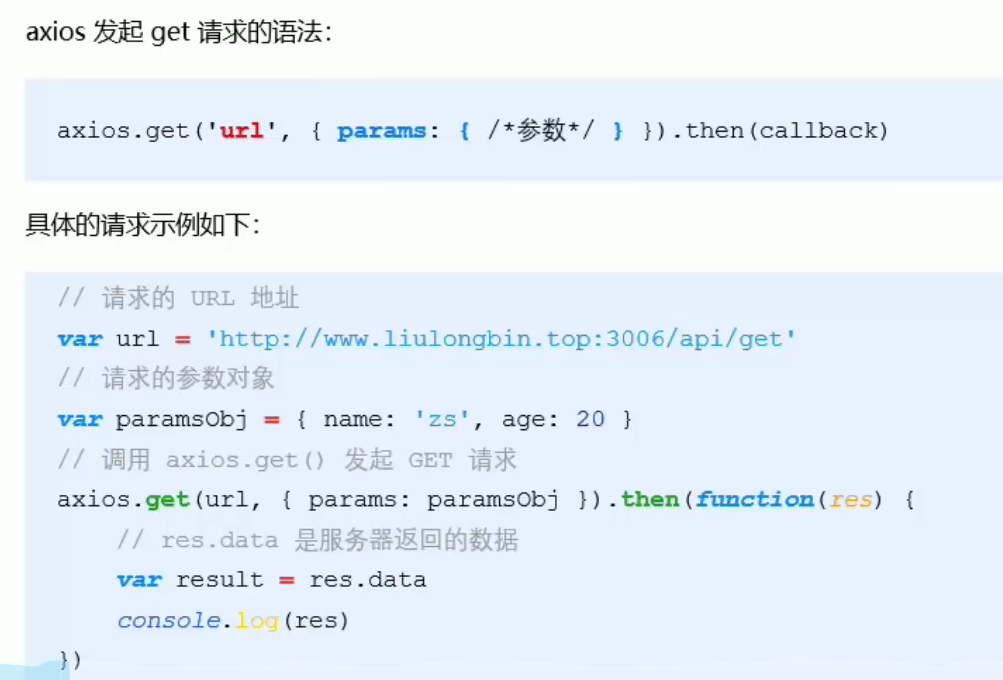 axios 发起 get 请求的语法：
axios.get('url', { params: { /*参数*/ } }).then(callback)
具体的请求示例如下：
// 请求的 URL 地址
var url = 'http://www.liulongbin.top:3006/api/get'
// 请求的参数对象
var paramsObj = { name: 'zs', age: 20 }
// 调用 axios.get() 发起 GET 请求
axios.get(url, { params: paramsObj }).then(function(res) {
// res.data 是服务器返回的数据
var result = res.data
console.log(res)
})